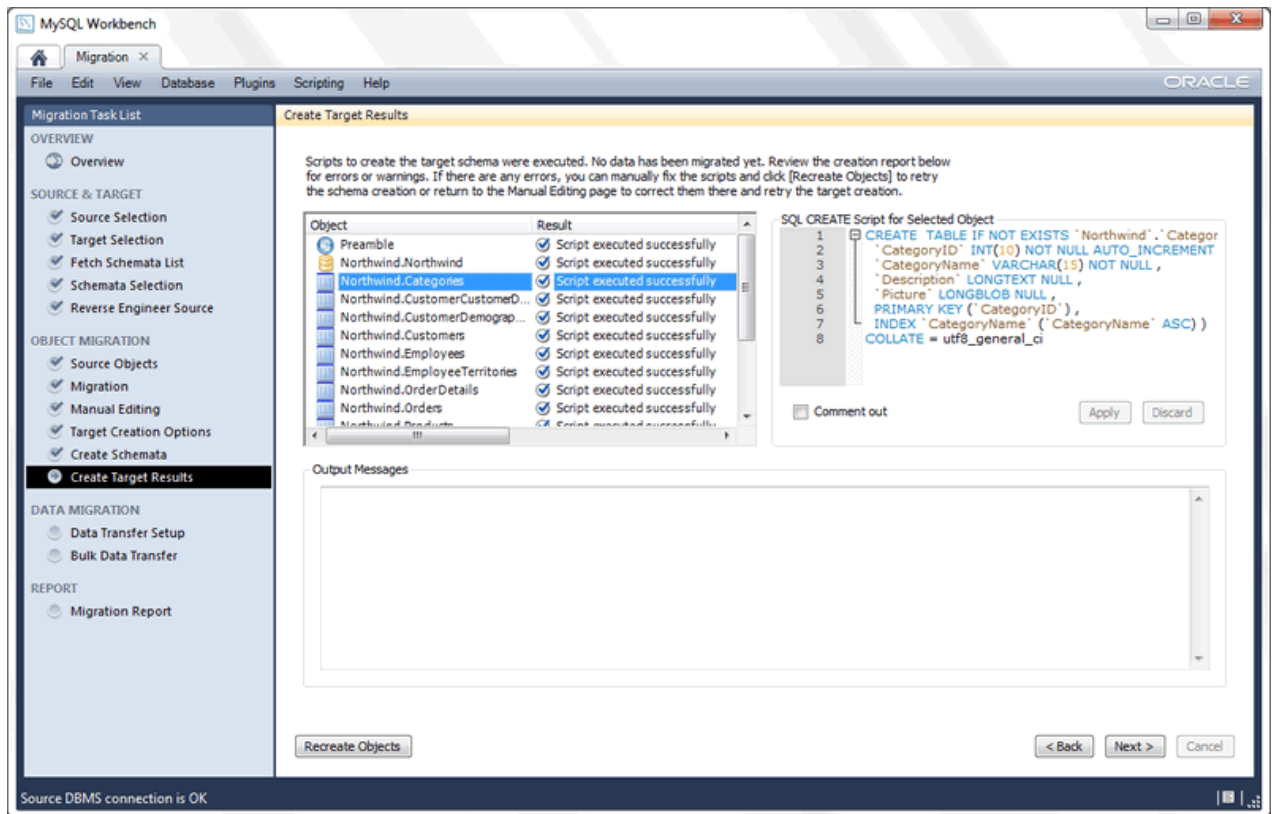 MySQL Workbench
Migration
File Edit View Database Plugins Scripting Help
ORACLE
Migration Task List
OVERVIEW
Overview
SOURCE & TARGET
Source Selection
Target Selection
Fetch Schemata List
Schemata Selection
Reverse Engineer Source
OBJECT MIGRATION
Source Objects
Migration
Manual Editing
Target Creation Options
Create Schemata
Create Target Results
DATA MIGRATION
Data Transfer Setup
Bulk Data Transfer
REPORT
Migration Report
Create Target Results
Scripts to create the target schema were executed. No data has been migrated yet. Review the creation report below
for errors or warnings. If there are any errors, you can manually fix the scripts and click [Recreate Objects] to retry
the schema creation or return to the Manual Editing page to correct them there and retry the target creation.
Object Result
Preamble Script executed successfully
Northwind.Northwind Script executed successfully
Northwind.Categories Script executed successfully
Northwind.CustomerCustomerD... Script executed successfully
Northwind.CustomerDemograp... Script executed successfully
Northwind.Customers Script executed successfully
Northwind.Employees Script executed successfully
Northwind.EmployeeTerritories Script executed successfully
Northwind.OrderDetails Script executed successfully
Northwind.Orders Script executed successfully
Northwind.Products Script executed successfully
SQL CREATE Script for Selected Object
1 CREATE TABLE IF NOT EXISTS `Northwind`.`Categor
2 `CategoryID` INT(10) NOT NULL AUTO_INCREMENT
3 `CategoryName` VARCHAR(15) NOT NULL ,
4 `Description` LONGTEXT NULL ,
5 `Picture` LONGBLOB NULL ,
6 PRIMARY KEY (`CategoryID`) ,
7 INDEX `CategoryName` (`CategoryName` ASC) )
8 COLLATE = utf8_general_ci
Comment out
Apply Discard
Output Messages
Recreate Objects
< Back Next > Cancel
Source DBMS connection is OK